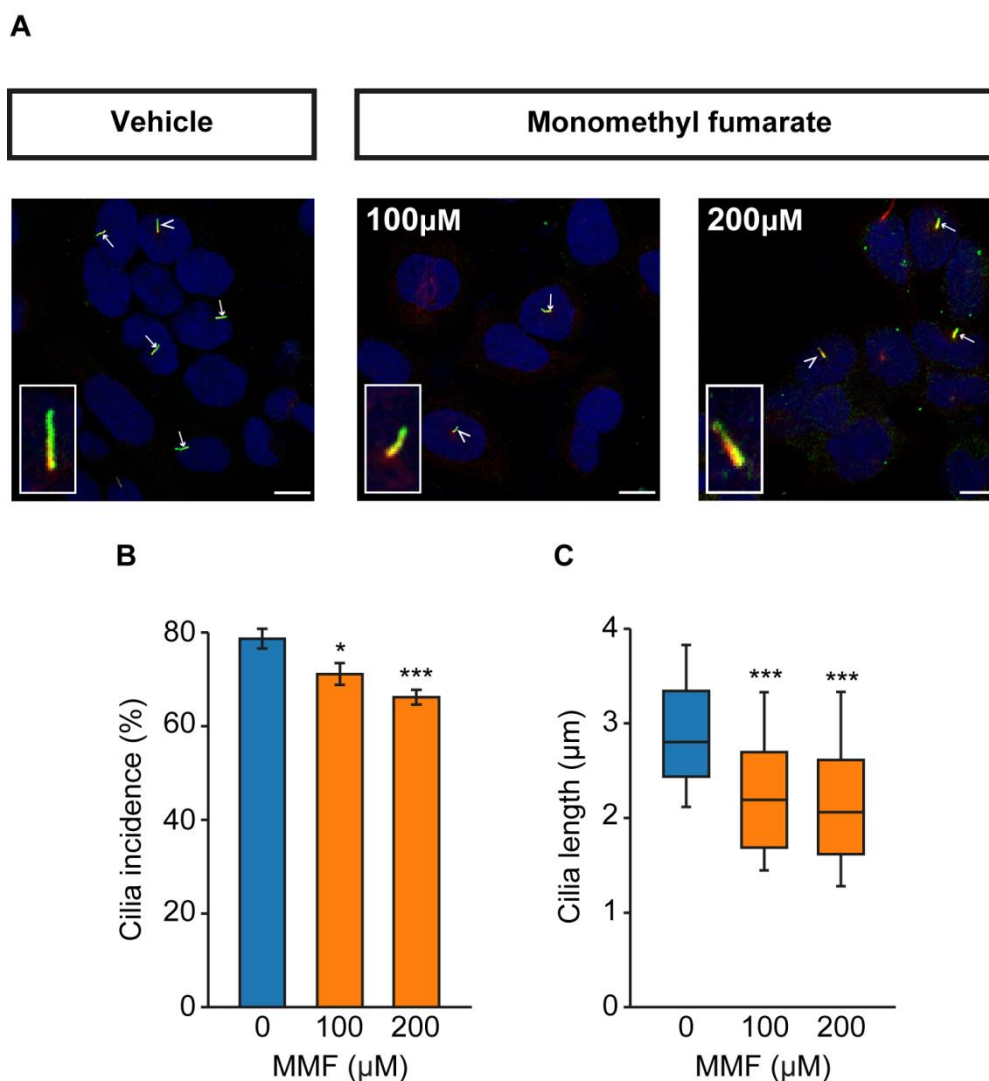 A
Vehicle
Monomethyl fumarate
100µM
200µM
B
C
Cilia incidence (%)
80
60
40
20
0
*
***
0 100 200
MMF (µM)
Cilia length (µm)
4
3
2
1
0
***
***
0 100 200
MMF (µM)